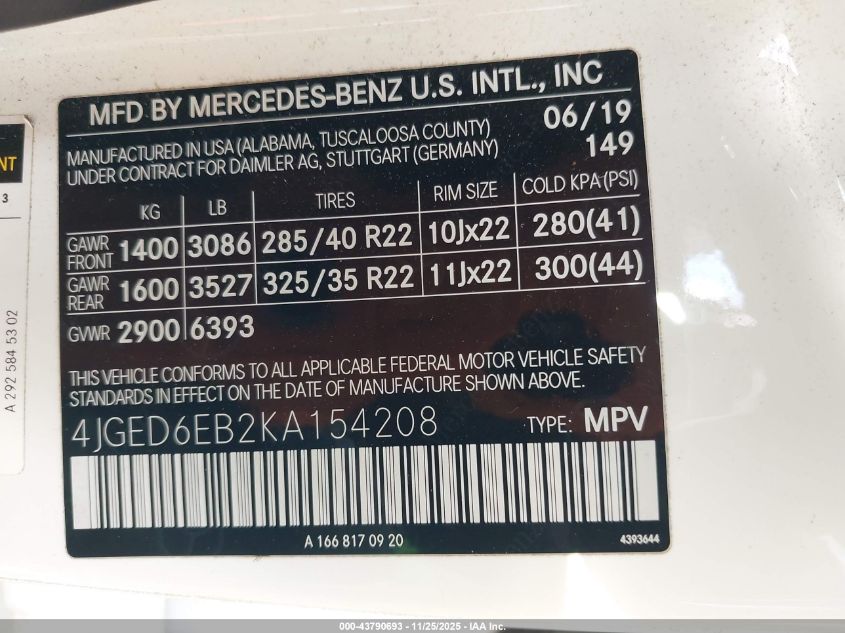 MFD BY MERCEDES-BENZ U.S. INTL., INC
MANUFACTURED IN USA (ALABAMA, TUSCALOOSA COUNTY) 06/19
UNDER CONTRACT FOR DAIMLER AG, STUTTGART (GERMANY) 149
KG LB TIRES RIM SIZE COLD KPA(PSI)
GAWR FRONT 1400 3086 285/40 R22 10Jx22 280(41)
GAWR REAR 1600 3527 325/35 R22 11Jx22 300(44)
GVWR 2900 6393
THIS VEHICLE CONFORMS TO ALL APPLICABLE FEDERAL MOTOR VEHICLE SAFETY
STANDARDS IN EFFECT ON THE DATE OF MANUFACTURE SHOWN ABOVE.
4JGED6EB2KA154208 TYPE: MPV
A 166 817 09 20 4393644
NT
3
A 292 584 53 02
000-43790693 - 11/25/2025 - IAA Inc.